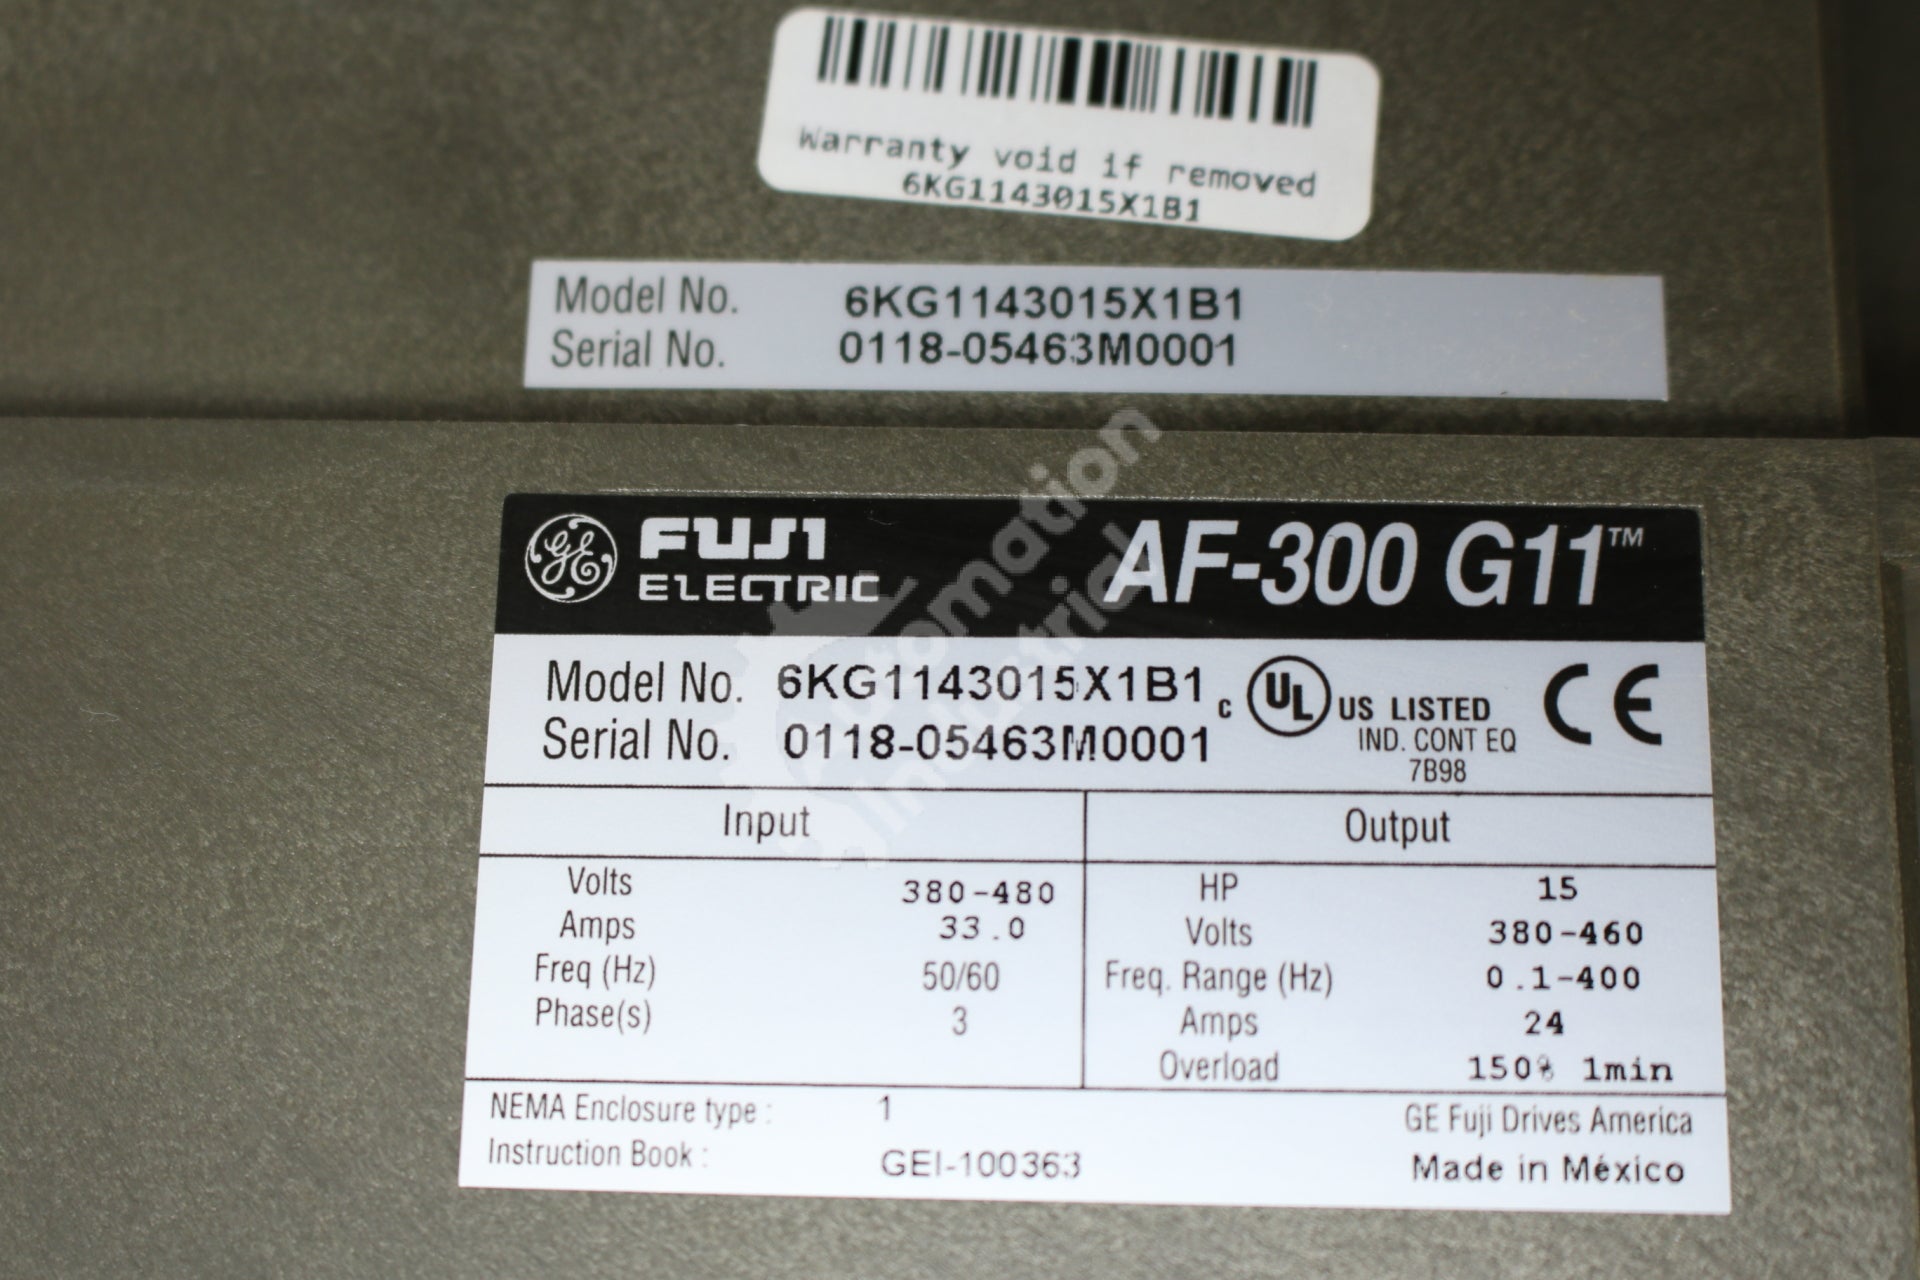 Warranty void if removed
6KG1143015X1B1
Model No. 6KG1143015X1B1
Serial No. 0118-05463M0001
GE FUJI ELECTRIC AF-300 G11™
Model No. 6KG1143015X1B1
Serial No. 0118-05463M0001
c UL US LISTED
IND. CONT EQ
7B98
CE
Input Output
Volts 380-480 HP 15
Amps 33.0 Volts 380-460
Freq (Hz) 50/60 Freq. Range (Hz) 0.1-400
Phase(s) 3 Amps 24
Overload 150% 1min
NEMA Enclosure type : 1 GE Fuji Drives America
Instruction Book : GEI-100363 Made in México
Automation
Industrial